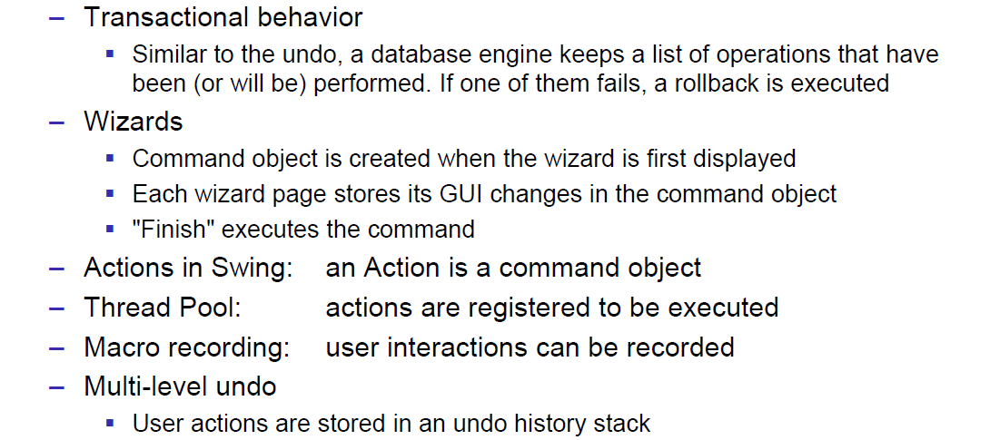 – Transactional behavior
▪ Similar to the undo, a database engine keeps a list of operations that have
been (or will be) performed. If one of them fails, a rollback is executed
– Wizards
▪ Command object is created when the wizard is first displayed
▪ Each wizard page stores its GUI changes in the command object
▪ "Finish" executes the command
– Actions in Swing: an Action is a command object
– Thread Pool: actions are registered to be executed
– Macro recording: user interactions can be recorded
– Multi-level undo
▪ User actions are stored in an undo history stack